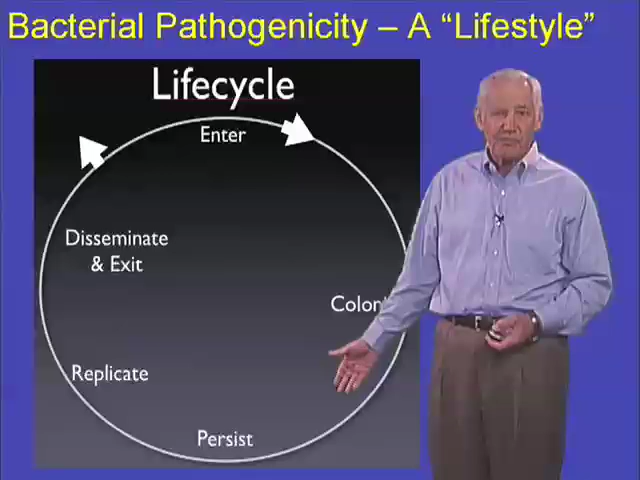 Bacterial Pathogenicity – A “Lifestyle”
Lifecycle
Enter
Disseminate
& Exit
Replicate
Persist